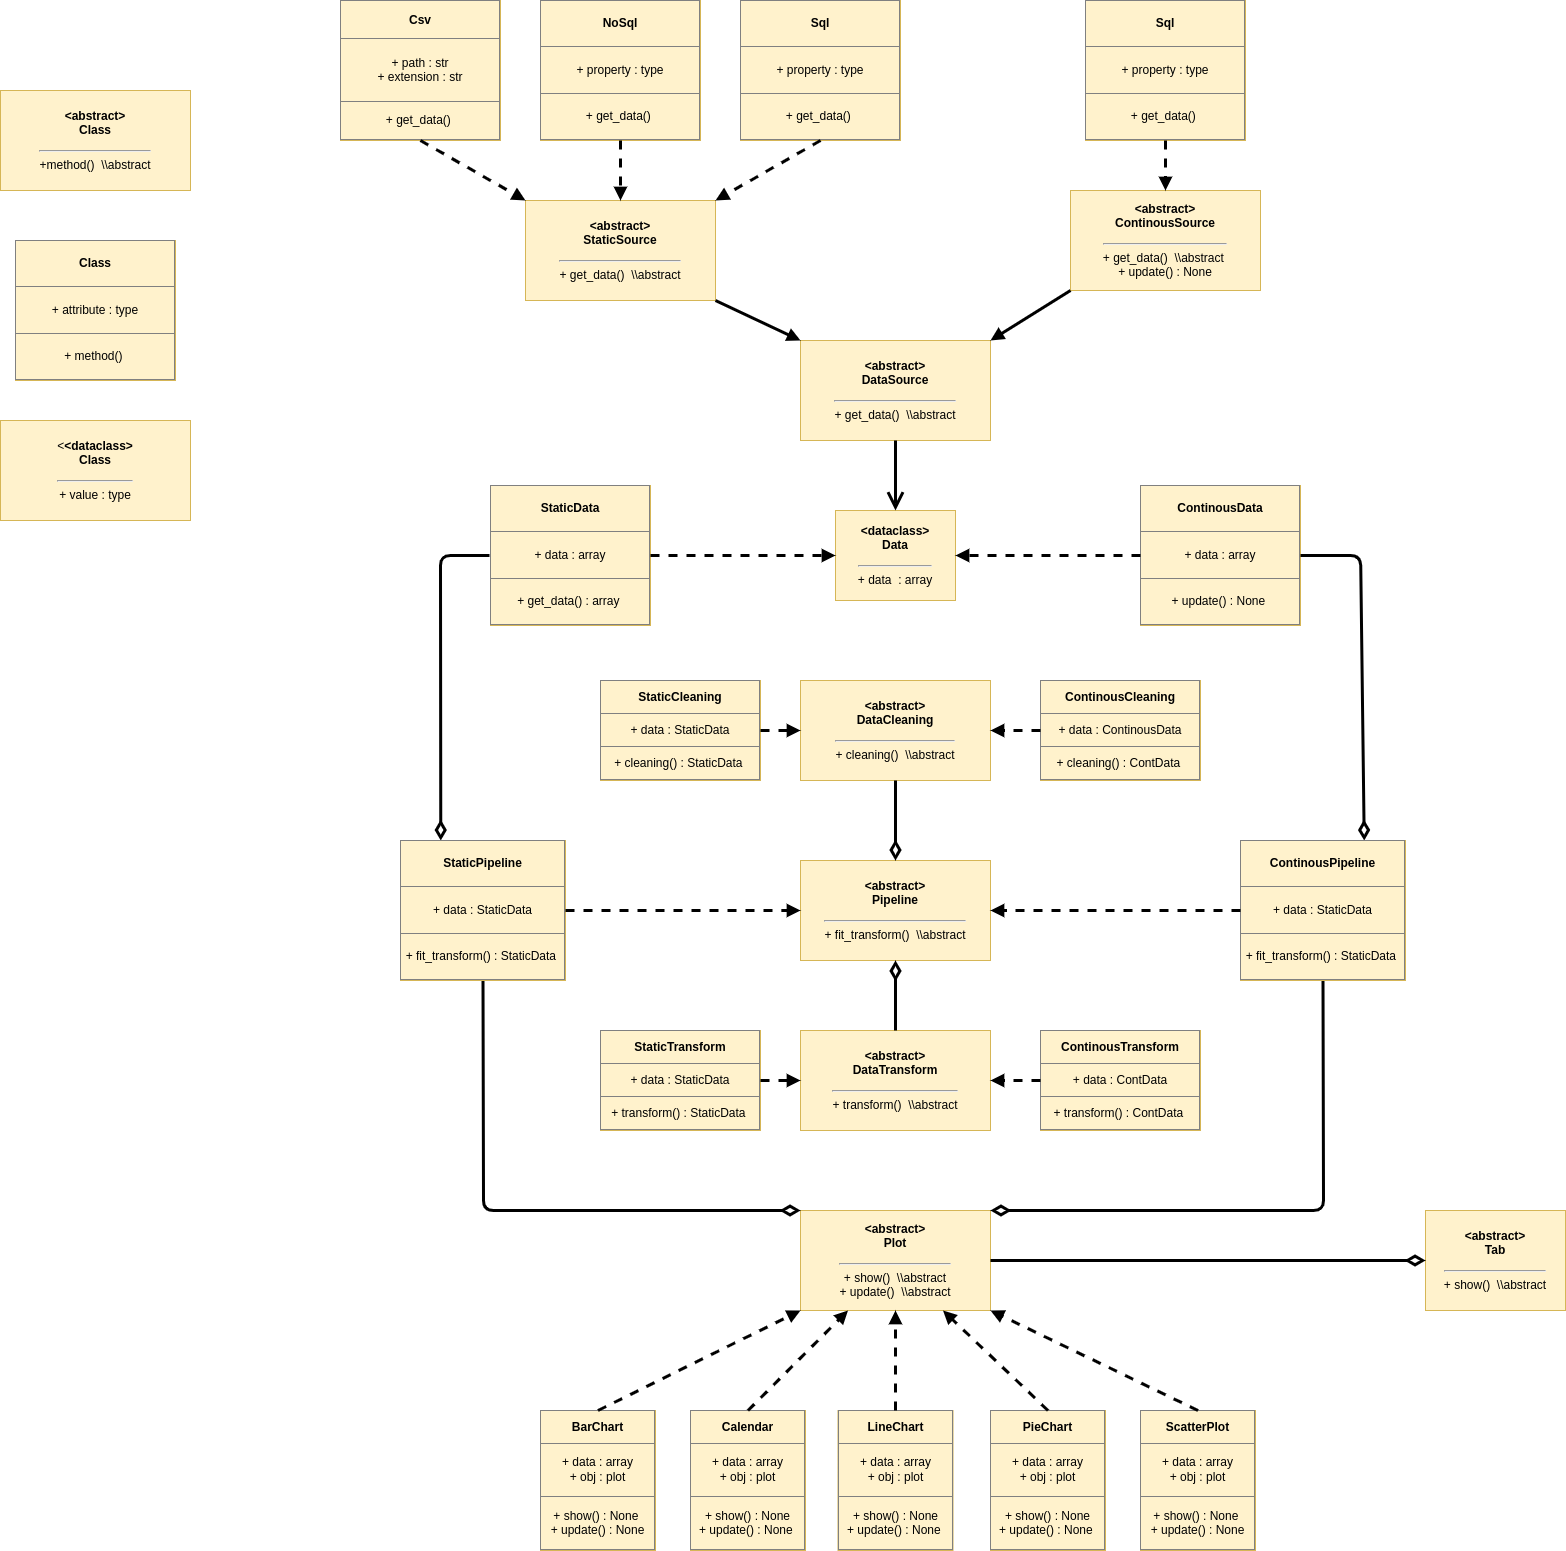 Csv
+ path : str
+ extension : str
+ get_data()
NoSql
+ property : type
+ get_data()
Sql
+ property : type
+ get_data()
Sql
+ property : type
+ get_data()
<abstract>
Class
+method()  \\abstract
Class
+ attribute : type
+ method()
<<dataclass>
Class
+ value : type
<abstract>
StaticSource
+ get_data()  \\abstract
<abstract>
ContinousSource
+ get_data()  \\abstract
+ update() : None
<abstract>
DataSource
+ get_data()  \\abstract
StaticData
+ data : array
+ get_data() : array
<dataclass>
Data
+ data  : array
ContinousData
+ data : array
+ update() : None
StaticCleaning
+ data : StaticData
+ cleaning() : StaticData
<abstract>
DataCleaning
+ cleaning()  \\abstract
ContinousCleaning
+ data : ContinousData
+ cleaning() : ContData
StaticPipeline
+ data : StaticData
+ fit_transform() : StaticData
<abstract>
Pipeline
+ fit_transform()  \\abstract
ContinousPipeline
+ data : StaticData
+ fit_transform() : StaticData
StaticTransform
+ data : StaticData
+ transform() : StaticData
<abstract>
DataTransform
+ transform()  \\abstract
ContinousTransform
+ data : ContData
+ transform() : ContData
<abstract>
Plot
+ show()  \\abstract
+ update()  \\abstract
<abstract>
Tab
+ show()  \\abstract
BarChart
+ data : array
+ obj : plot
+ show() : None
+ update() : None
Calendar
+ data : array
+ obj : plot
+ show() : None
+ update() : None
LineChart
+ data : array
+ obj : plot
+ show() : None
+ update() : None
PieChart
+ data : array
+ obj : plot
+ show() : None
+ update() : None
ScatterPlot
+ data : array
+ obj : plot
+ show() : None
+ update() : None